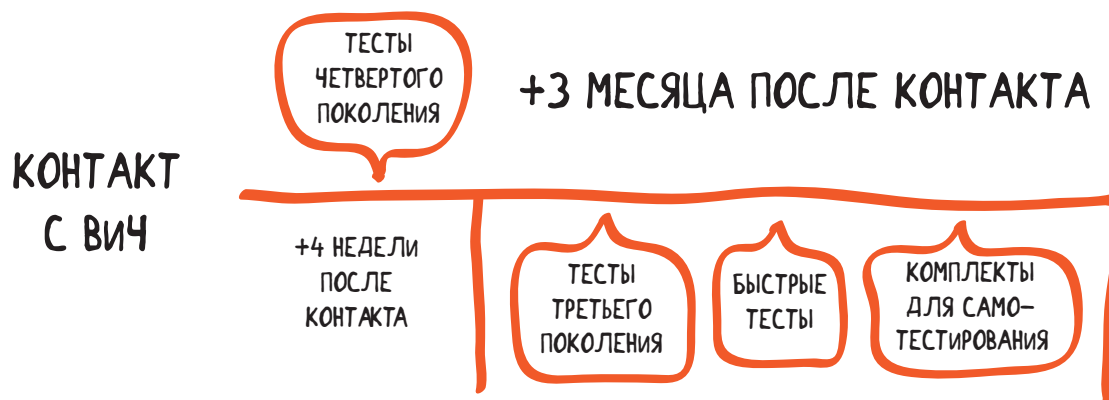 КОНТАКТ
С ВИЧ
ТЕСТЫ
ЧЕТВЕРТОГО
ПОКОЛЕНИЯ
+3 МЕСЯЦА ПОСЛЕ КОНТАКТА
+4 НЕДЕЛИ
ПОСЛЕ
КОНТАКТА
ТЕСТЫ
ТРЕТЬЕГО
ПОКОЛЕНИЯ
БЫСТРЫЕ
ТЕСТЫ
КОМПЛЕКТЫ
ДЛЯ САМО-
ТЕСТИРОВАНИЯ